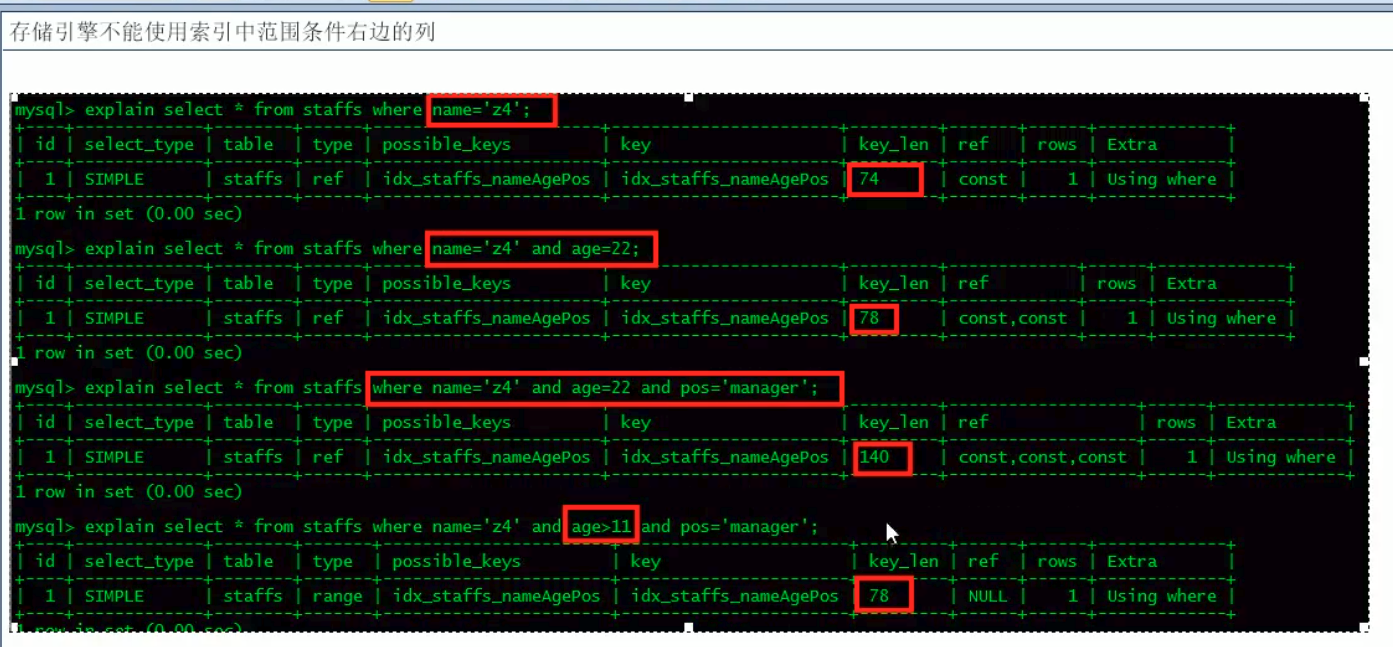 存储引擎不能使用索引中范围条件右边的列
mysql> explain select * from staffs where name='z4';
+----+-------------+--------+------+-----------------------+-----------------------+---------+-------+------+-------------+
| id | select_type | table | type | possible_keys | key | key_len | ref | rows | Extra |
| 1 | SIMPLE | staffs | ref | idx_staffs_nameAgePos | idx_staffs_nameAgePos | 74 | const | 1 | Using where |
1 row in set (0.00 sec)
mysql> explain select * from staffs where name='z4' and age=22;
| id | select_type | table | type | possible_keys | key | key_len | ref | rows | Extra |
| 1 | SIMPLE | staffs | ref | idx_staffs_nameAgePos | idx_staffs_nameAgePos | 78 | const,const | 1 | Using where |
1 row in set (0.00 sec)
mysql> explain select * from staffs where name='z4' and age=22 and pos='manager';
| id | select_type | table | type | possible_keys | key | key_len | ref | rows | Extra |
| 1 | SIMPLE | staffs | ref | idx_staffs_nameAgePos | idx_staffs_nameAgePos | 140 | const,const,const | 1 | Using where |
1 row in set (0.00 sec)
mysql> explain select * from staffs where name='z4' and age>11 and pos='manager';
| id | select_type | table | type | possible_keys | key | key_len | ref | rows | Extra |
| 1 | SIMPLE | staffs | range | idx_staffs_nameAgePos | idx_staffs_nameAgePos | 78 | NULL | 1 | Using where |
1 row in set (0.00 sec)